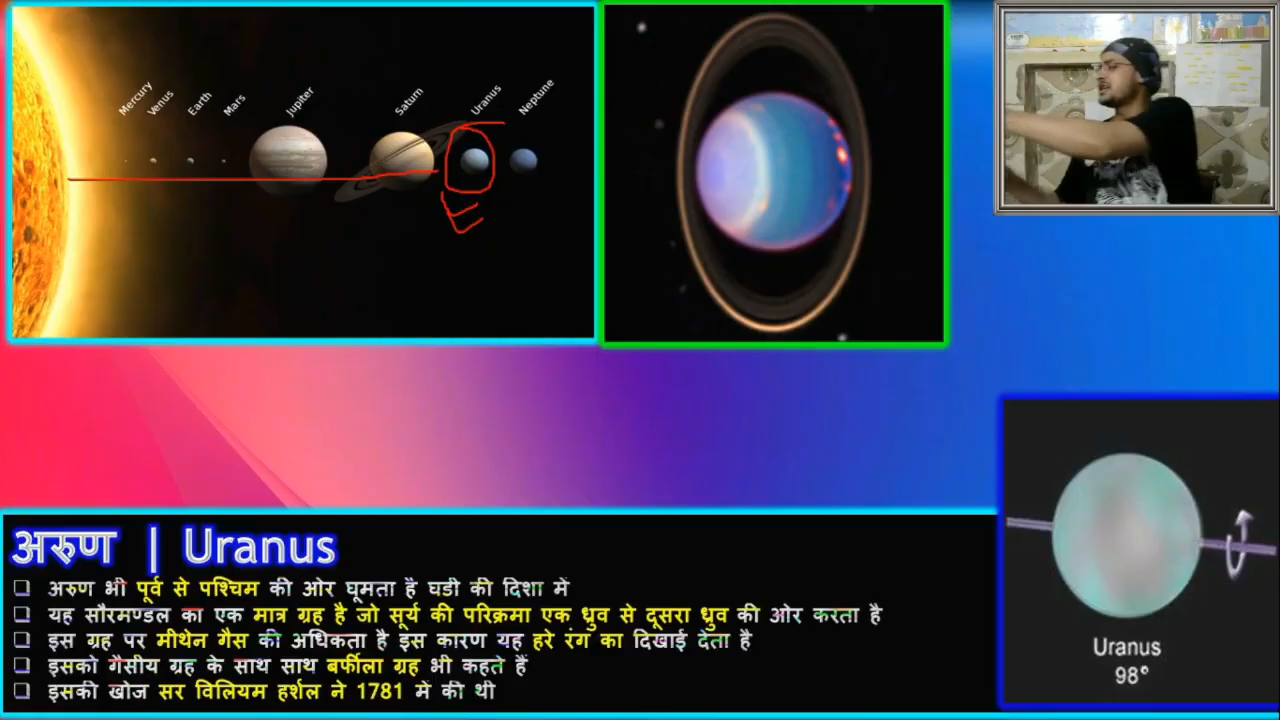 Mercury
Venus
Earth
Mars
Jupiter
Saturn
Uranus
Neptune
अरुण | Uranus
❑ अरुण भी पूर्व से पश्चिम की ओर घूमता है घडी की दिशा में
❑ यह सौरमण्डल का एक मात्र ग्रह है जो सूर्य की परिक्रमा एक ध्रुव से दूसरा ध्रुव की ओर करता है
❑ इस ग्रह पर मीथेन गैस की अधिकता है इस कारण यह हरे रंग का दिखाई देता है
❑ इसको गैसीय ग्रह के साथ साथ बर्फीला ग्रह भी कहते हैं
❑ इसकी खोज सर विलियम हर्शल ने 1781 में की थी
Uranus
98°